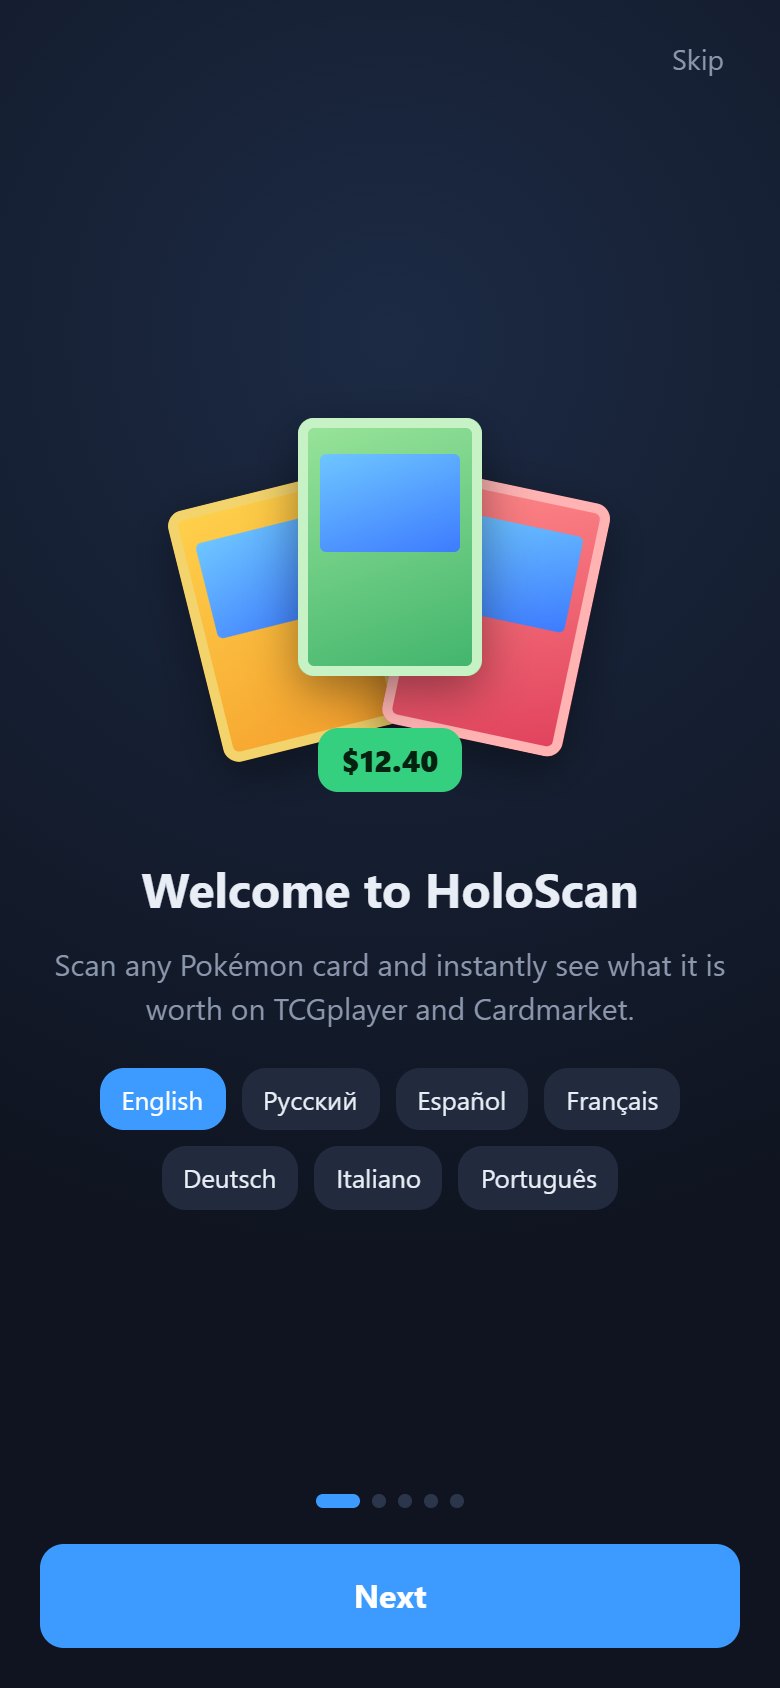 Skip
$12.40
Welcome to HoloScan
Scan any Pokémon card and instantly see what it is
worth on TCGplayer and Cardmarket.
English Русский Español Français
Deutsch Italiano Português
Next